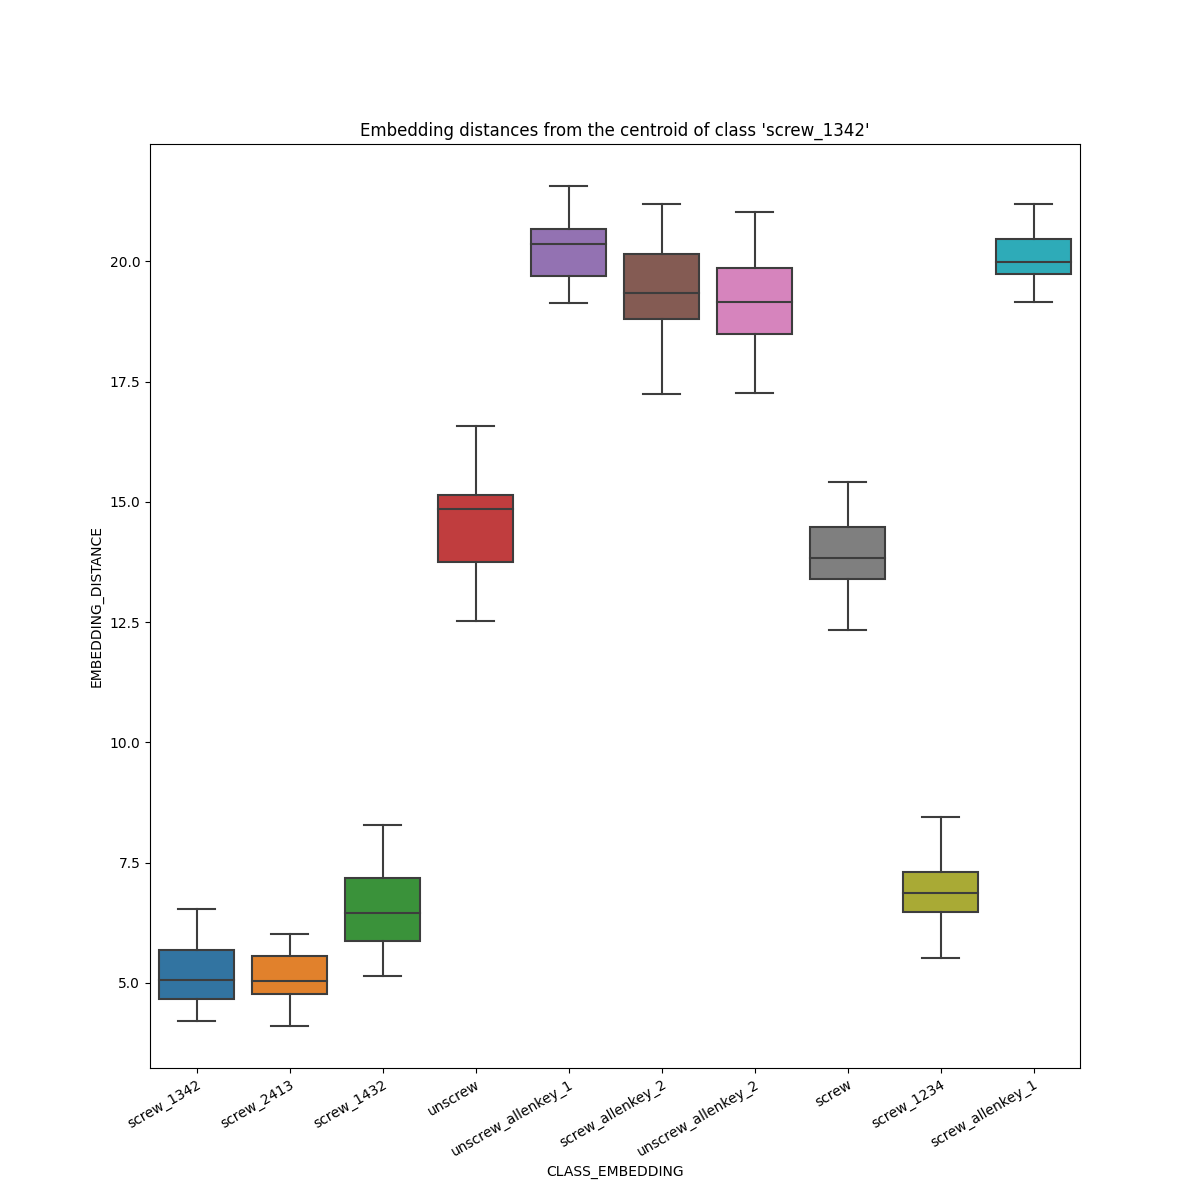 Embedding distances from the centroid of class 'screw_1342'
20.0
17.5
15.0
12.5
10.0
7.5
5.0
EMBEDDING_DISTANCE
screw_1342
screw_2413
screw_1432
unscrew
unscrew_allenkey_1
screw_allenkey_2
unscrew_allenkey_2
screw
screw_1234
screw_allenkey_1
CLASS_EMBEDDING